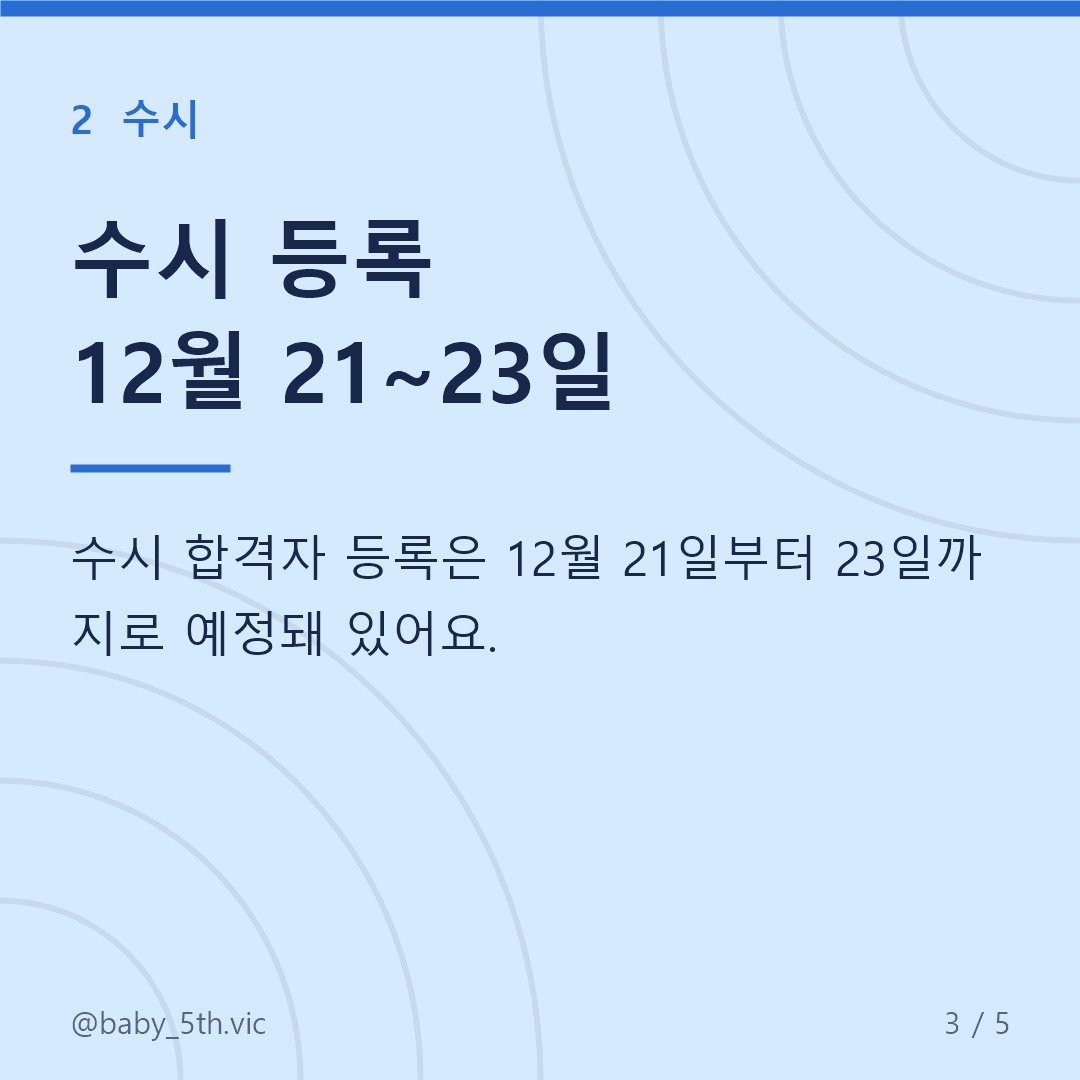 2 수시
수시 등록
12월 21~23일
수시 합격자 등록은 12월 21일부터 23일까
지로 예정돼 있어요.
@baby_5th.vic
3 / 5